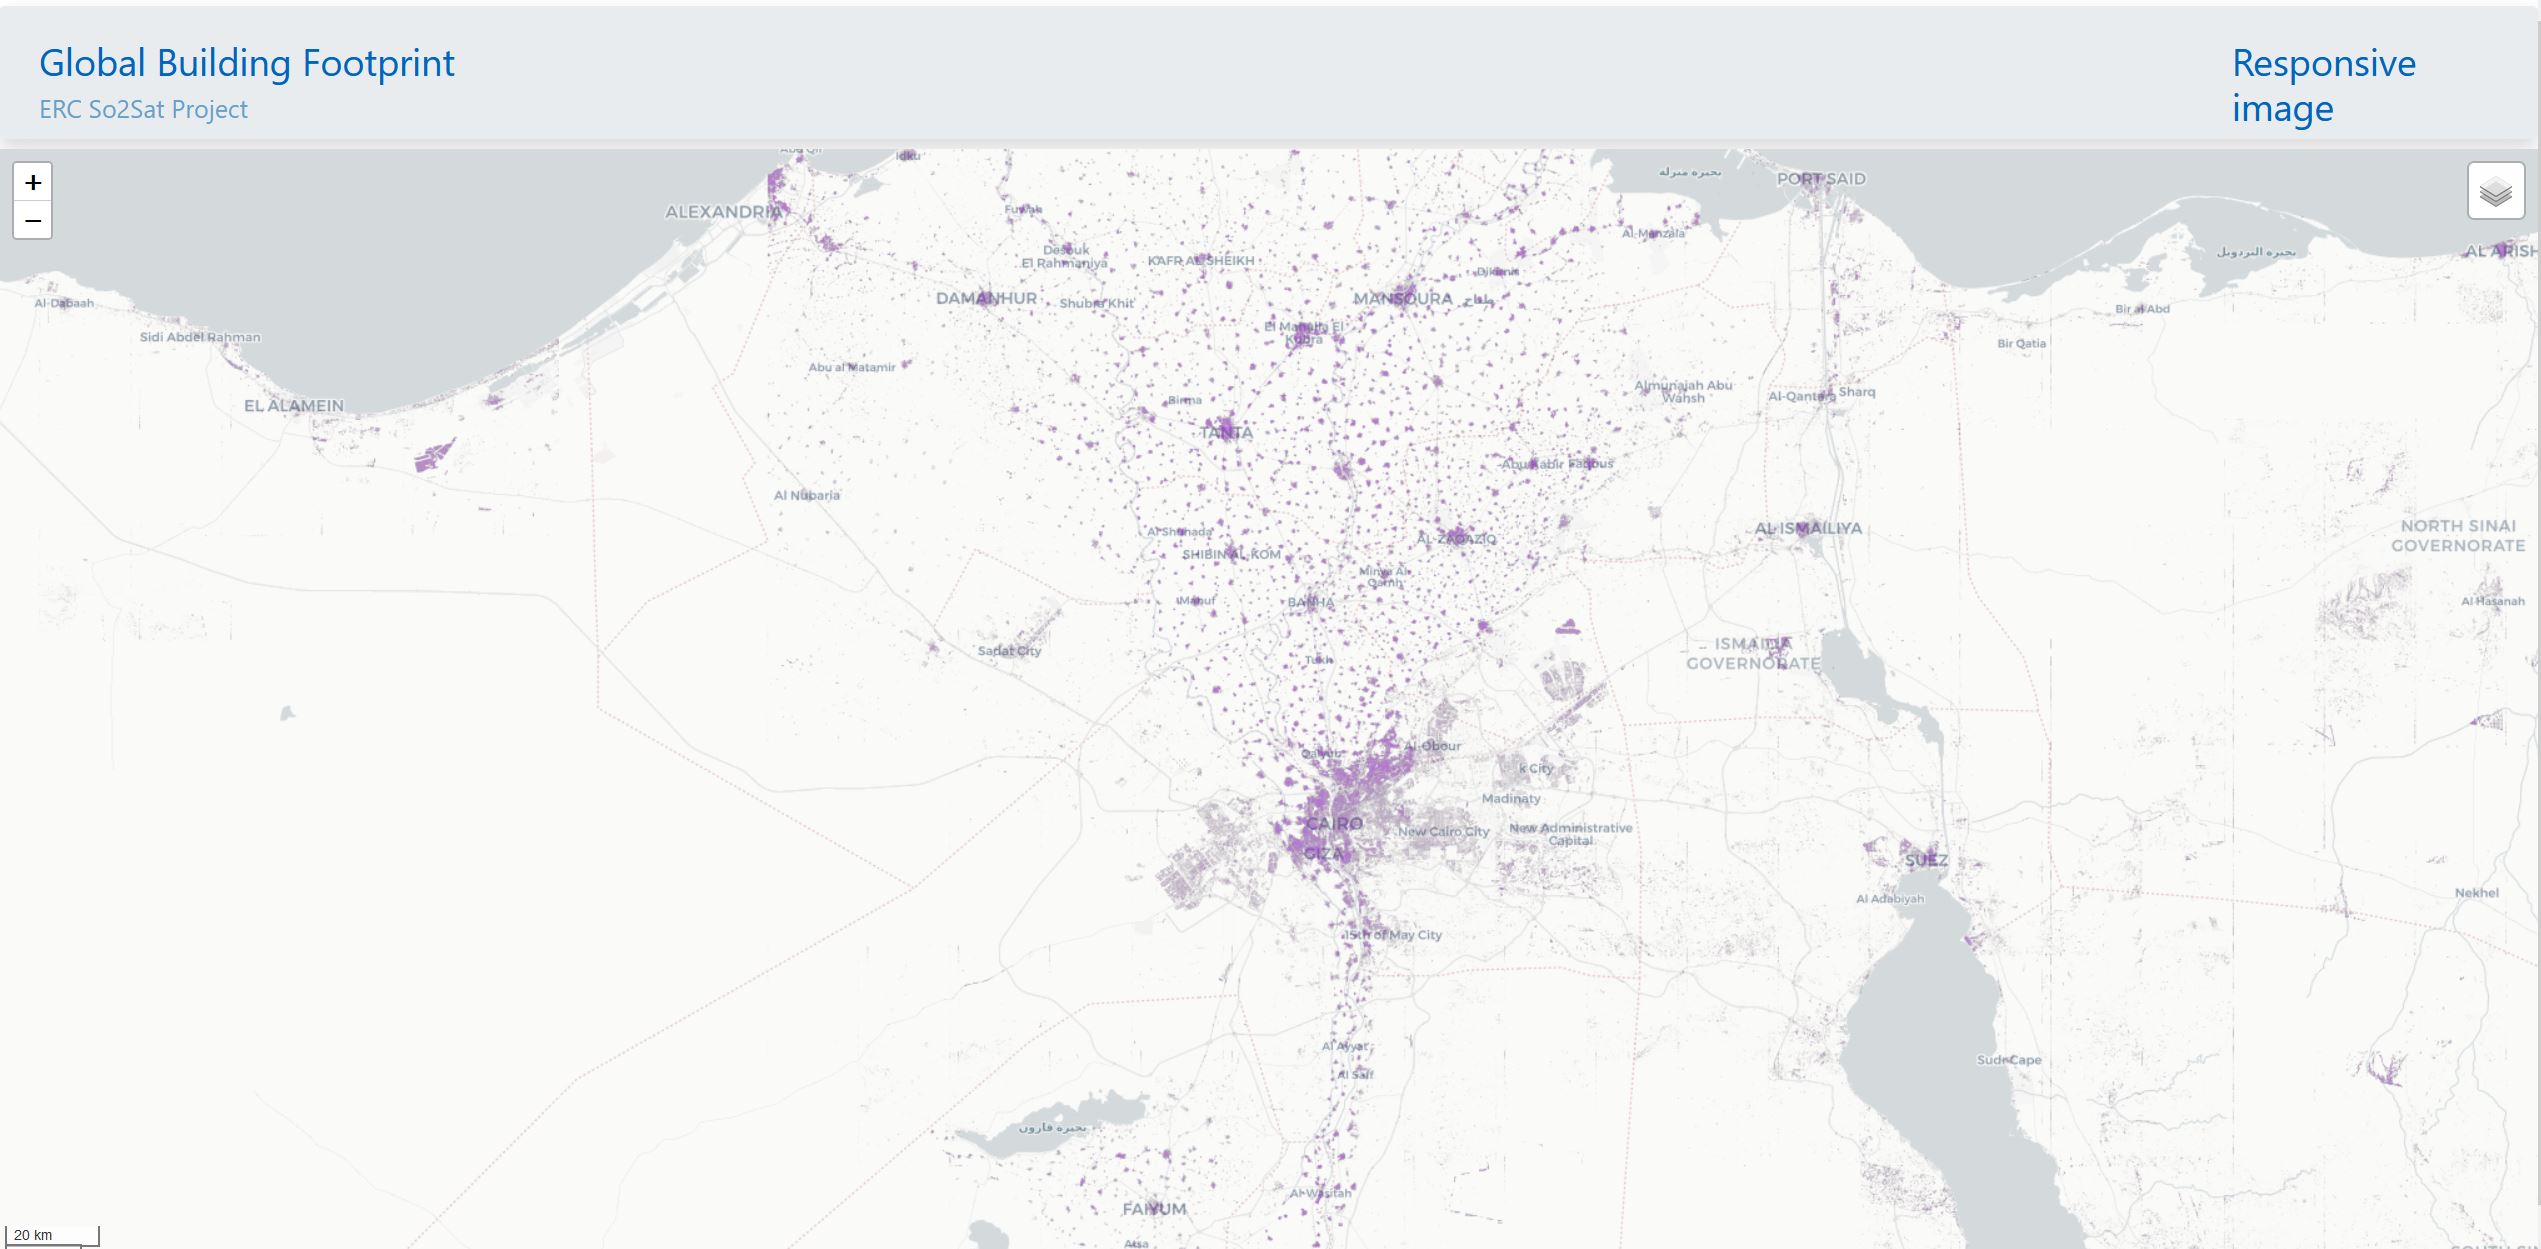 Global Building Footprint
ERC So2Sat Project
Responsive
image
+
−
Abu Qir
Idku
ALEXANDRIA
Fuwah
بحيرة منزلة
PORT SAID
Al-Manzala
Desouk
El Rahmaniya
KAFR AL SHEIKH
Dikirnis
بحيرة البردويل
AL ARISH
Al-Dabaah
DAMANHUR
Shubra Khit
MANSOURA
Bir al Abd
Sidi Abdel Rahman
El Mahalla El
Kubra
Bir Qatia
Abu al Matamir
Almunajah Abu
Wahsh
Al-Qantara
Sharq
EL ALAMEIN
Birma
TANTA
Abu Kabir
Faqous
Al Nubaria
Al Shuhada
SHIBIN AL-KOM
AL-ZAQAZIQ
AL ISMAILIYA
NORTH SINAI
GOVERNORATE
Minya Al
Qamh
Manuf
BANHA
Al Hasanah
Sadat City
Tukh
ISMAILIA
GOVERNORATE
Qalyub
Al-Obour
k City
Madinaty
CAIRO
New Cairo City
New Administrative
Capital
GIZA
SUEZ
Al Adabiyah
Nekhel
15th of May City
Al Ayyat
Al Saff
Sudr Cape
بحيرة قارون
Al-Wasitah
FAIYUM
Atsa
20 km